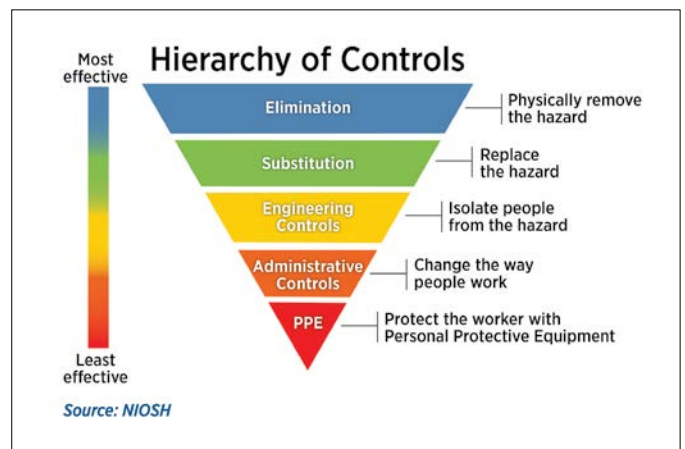 Hierarchy of Controls
Most
effective
Elimination
Physically remove
the hazard
Substitution
Replace
the hazard
Engineering
Controls
Isolate people
from the hazard
Administrative
Controls
Change the way
people work
PPE
Protect the worker with
Personal Protective Equipment
Least
effective
Source: NIOSH